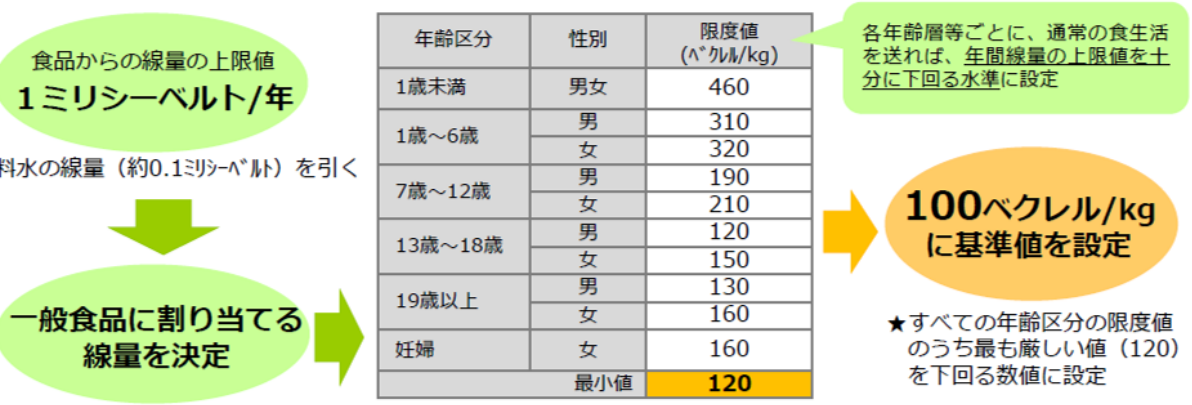 食品からの線量の上限値
1ミリシーベルト/年
料水の線量（約0.1ﾐﾘｼｰﾍﾞﾙﾄ）を引く
一般食品に割り当てる
線量を決定
年齢区分 性別 限度値
(ﾍﾞｸﾚﾙ/kg)
1歳未満 男女 460
1歳～6歳 男 310
女 320
7歳～12歳 男 190
女 210
13歳～18歳 男 120
女 150
19歳以上 男 130
女 160
妊婦 女 160
最小値 120
各年齢層等ごとに、通常の食生活
を送れば、年間線量の上限値を十
分に下回る水準に設定
100ベクレル/kg
に基準値を設定
★すべての年齢区分の限度値
のうち最も厳しい値（120）
を下回る数値に設定